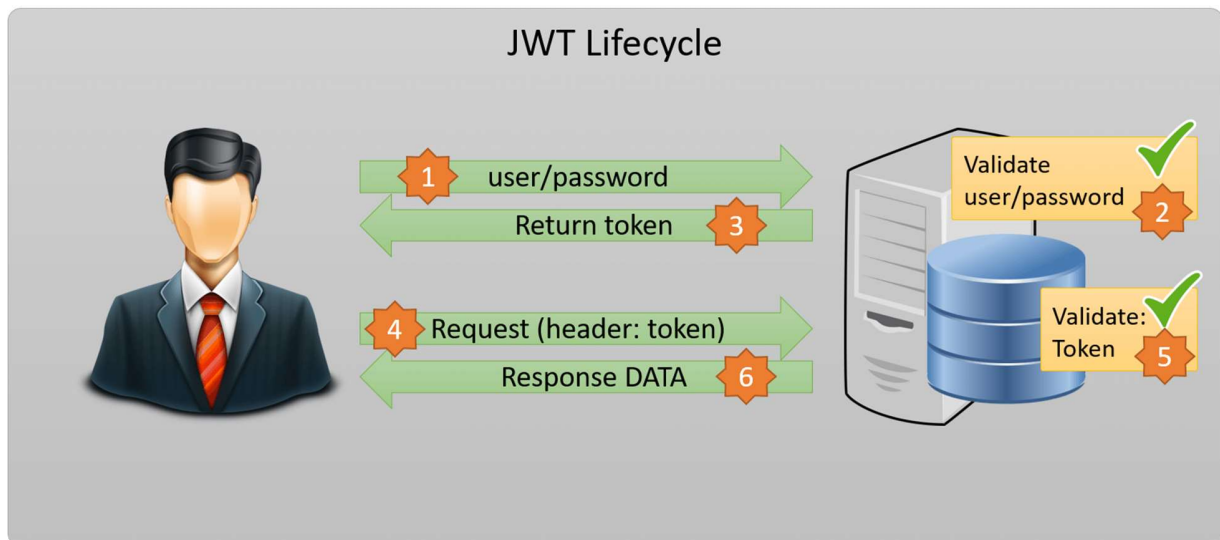 JWT Lifecycle
1 user/password
Return token 3
Validate
user/password 2
4 Request (header: token)
Response DATA 6
Validate:
Token 5